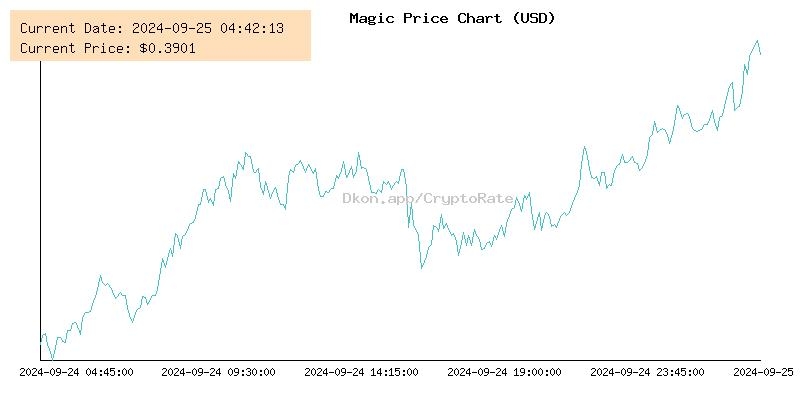 Magic Price Chart (USD)
Current Date: 2024-09-25 04:42:13
Current Price: $0.3901
Dkon.app/CryptoRate
2024-09-24 04:45:00 2024-09-24 09:30:00 2024-09-24 14:15:00 2024-09-24 19:00:00 2024-09-24 23:45:00 2024-09-25